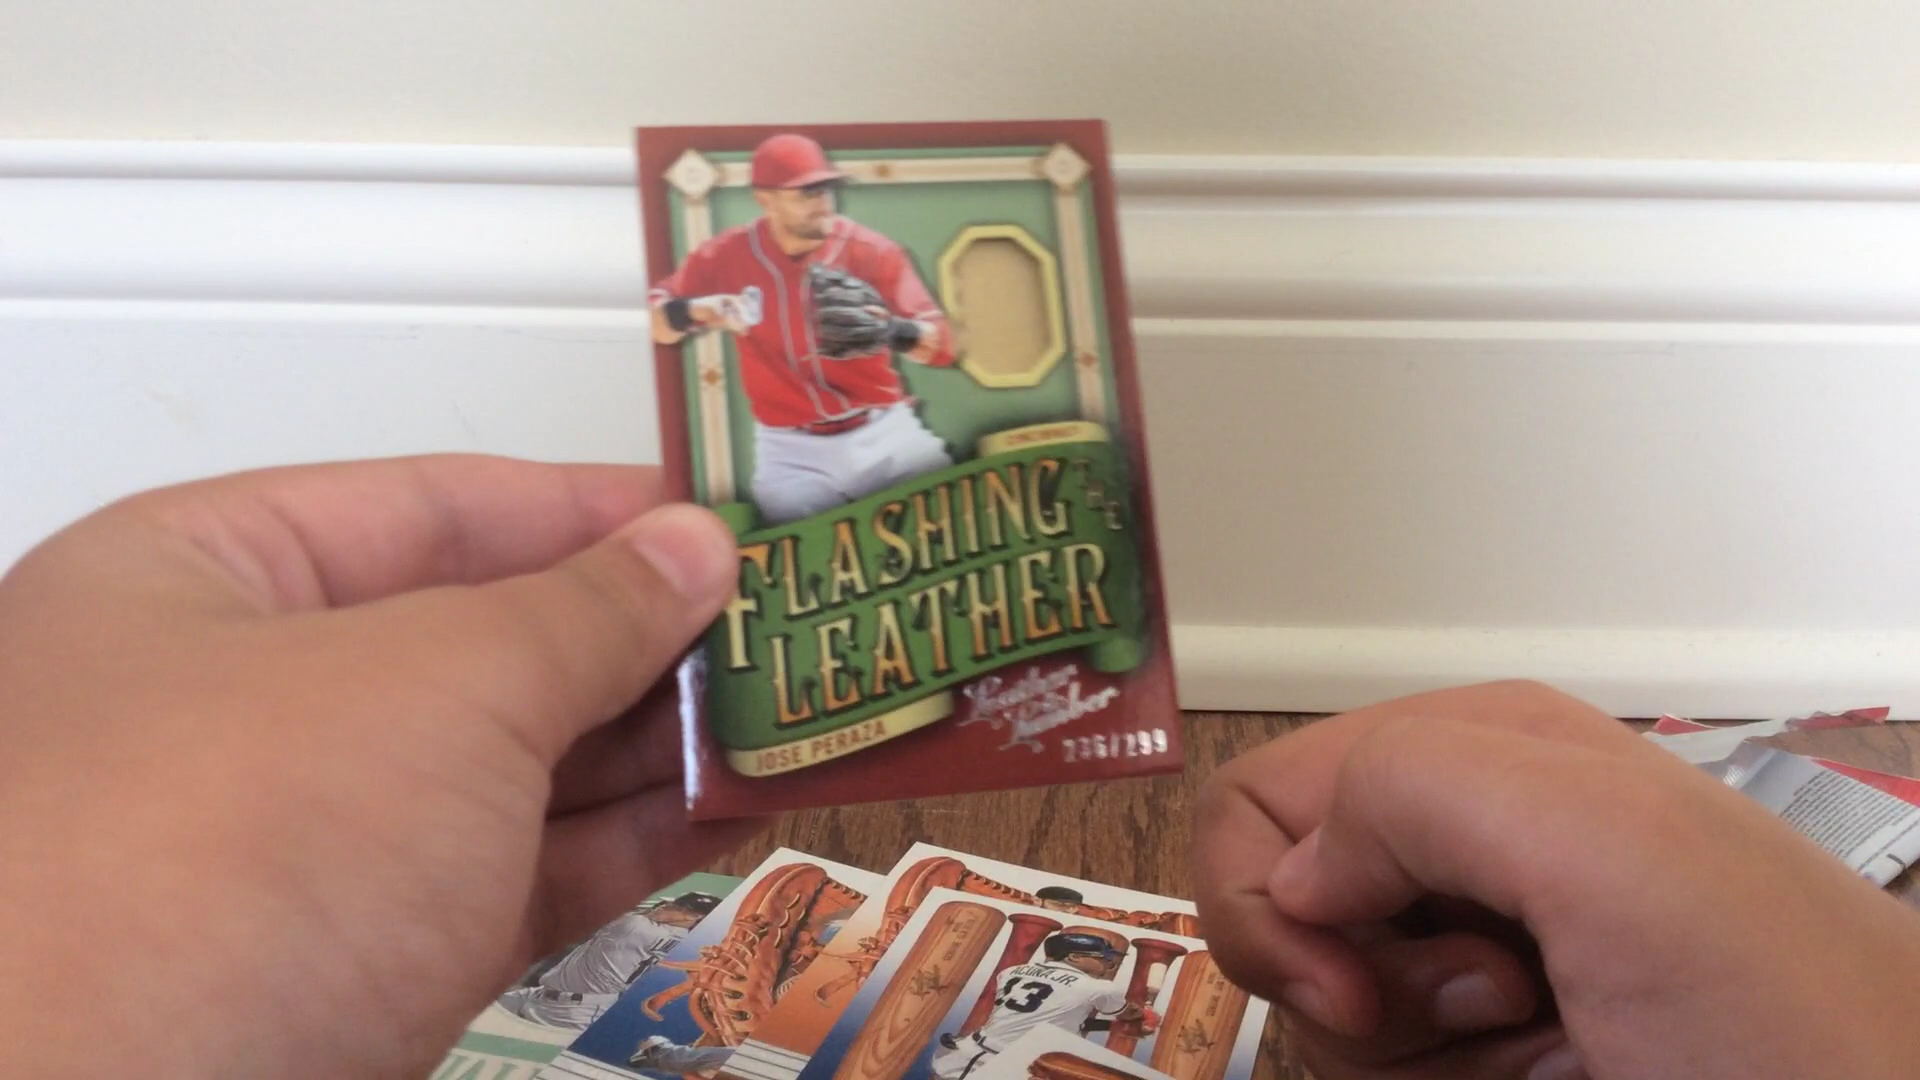 CINCINNATI
FLASHING THE
LEATHER
JOSE PERAZA
Leather
Lumber
236/299
ACUNA JR.
13